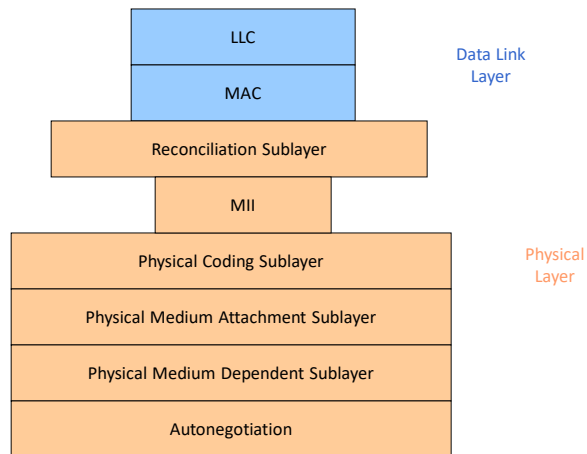 LLC
Data Link
Layer
MAC
Reconciliation Sublayer
MII
Physical Coding Sublayer
Physical
Layer
Physical Medium Attachment Sublayer
Physical Medium Dependent Sublayer
Autonegotiation